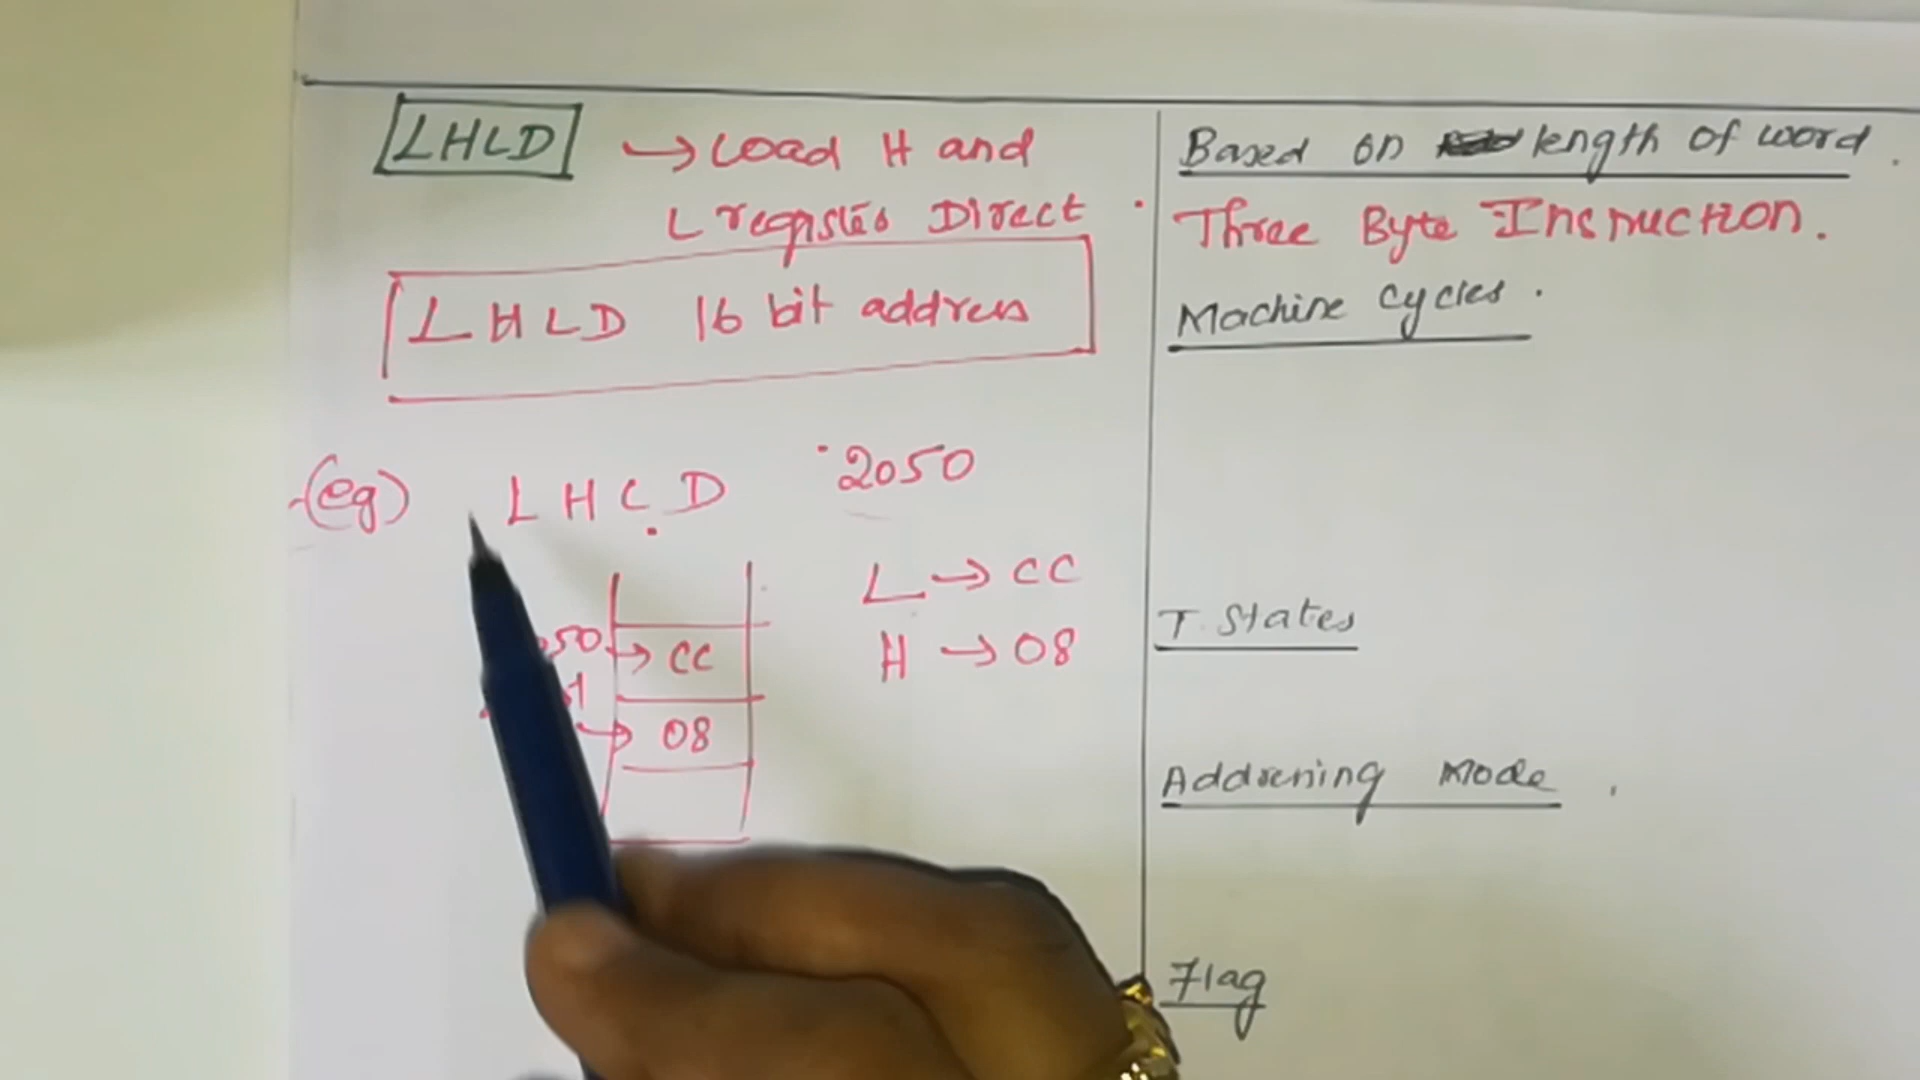 LHLD → Load H and
L registers Direct
LHLD 16 bit address
(eg) LHLD 2050
L → CC
H → 08
50 → CC
→ 08
Based on length of word.
Three Byte Instruction.
Machine Cycles.
T. States
Addressing Mode.
Flag